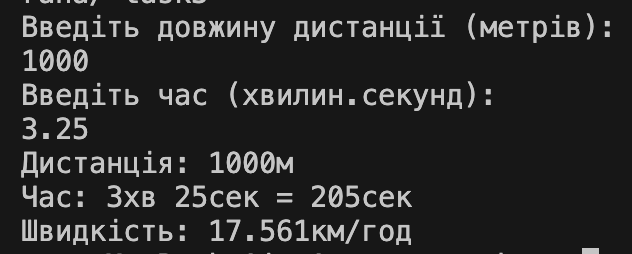 Введіть довжину дистанції (метрів):
1000
Введіть час (хвилин.секунд):
3.25
Дистанція: 1000м
Час: 3хв 25сек = 205сек
Швидкість: 17.561км/год